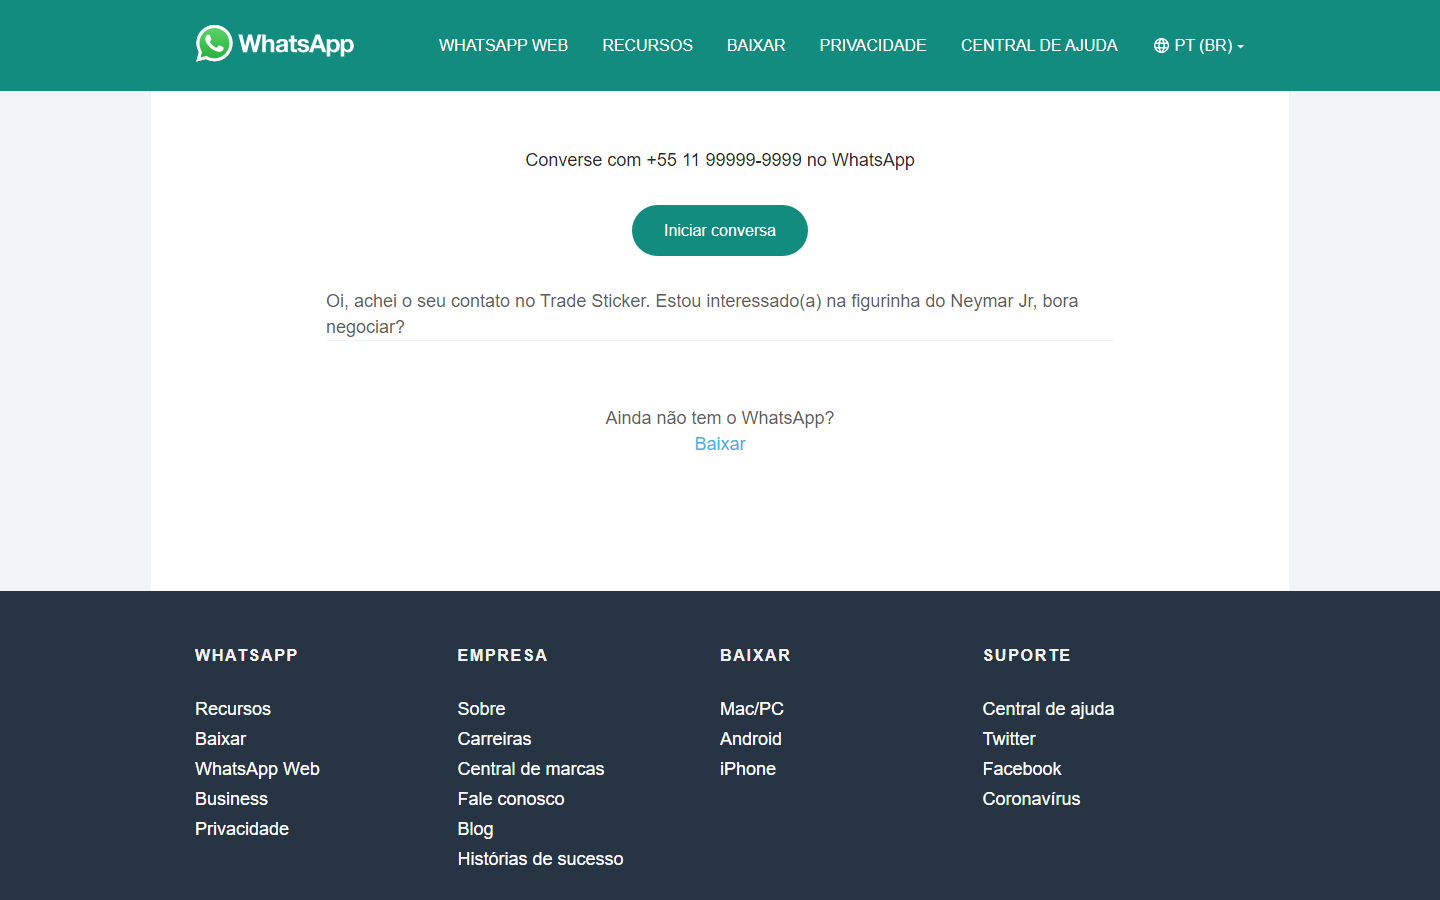 WhatsApp
WHATSAPP WEB
RECURSOS
BAIXAR
PRIVACIDADE
CENTRAL DE AJUDA
PT (BR)
Converse com +55 11 99999-9999 no WhatsApp
Iniciar conversa
Oi, achei o seu contato no Trade Sticker. Estou interessado(a) na figurinha do Neymar Jr, bora
negociar?
Ainda não tem o WhatsApp?
Baixar
WHATSAPP
Recursos
Baixar
WhatsApp Web
Business
Privacidade
EMPRESA
Sobre
Carreiras
Central de marcas
Fale conosco
Blog
Histórias de sucesso
BAIXAR
Mac/PC
Android
iPhone
SUPORTE
Central de ajuda
Twitter
Facebook
Coronavírus